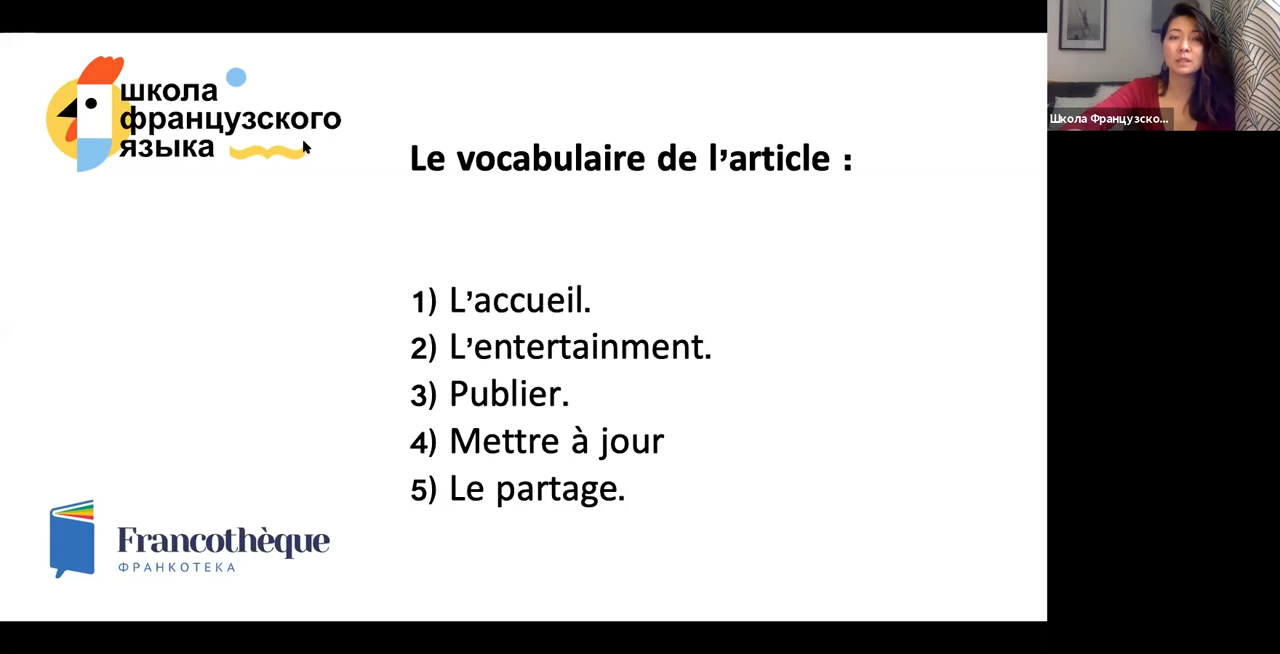 школа
французского
языка
Le vocabulaire de l’article :
1) L’accueil.
2) L’entertainment.
3) Publier.
4) Mettre à jour
5) Le partage.
Francothèque
ФРАНКОТЕКА
Школа Французско...